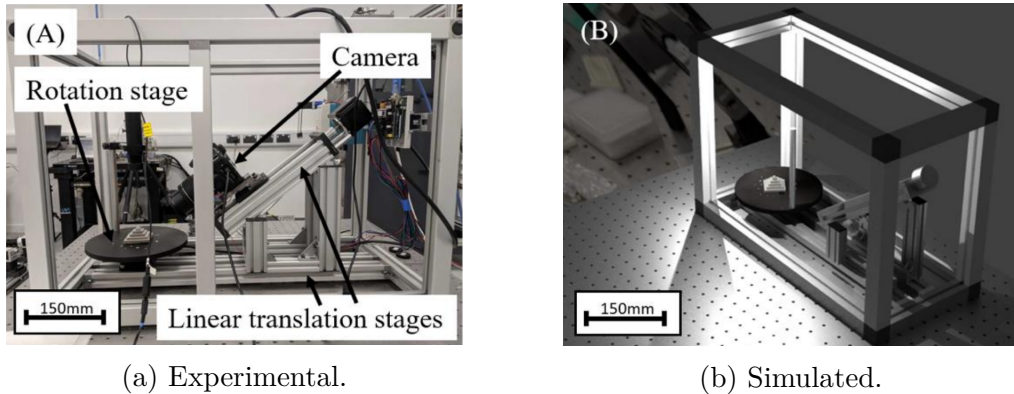 (A)
Camera
Rotation stage
150mm
Linear translation stages
(B)
150mm
(a) Experimental.
(b) Simulated.